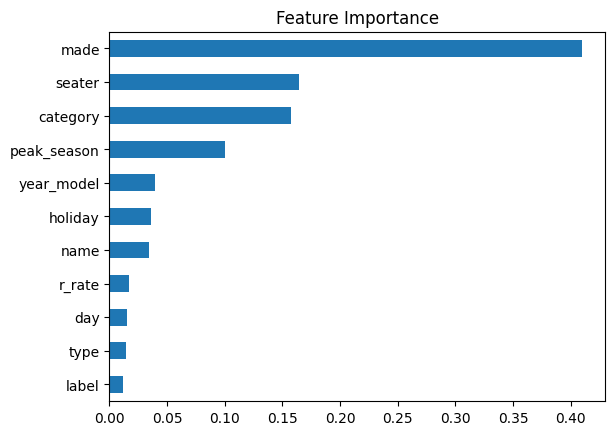 Feature Importance
made
seater
category
peak_season
year_model
holiday
name
r_rate
day
type
label
0.00 0.05 0.10 0.15 0.20 0.25 0.30 0.35 0.40